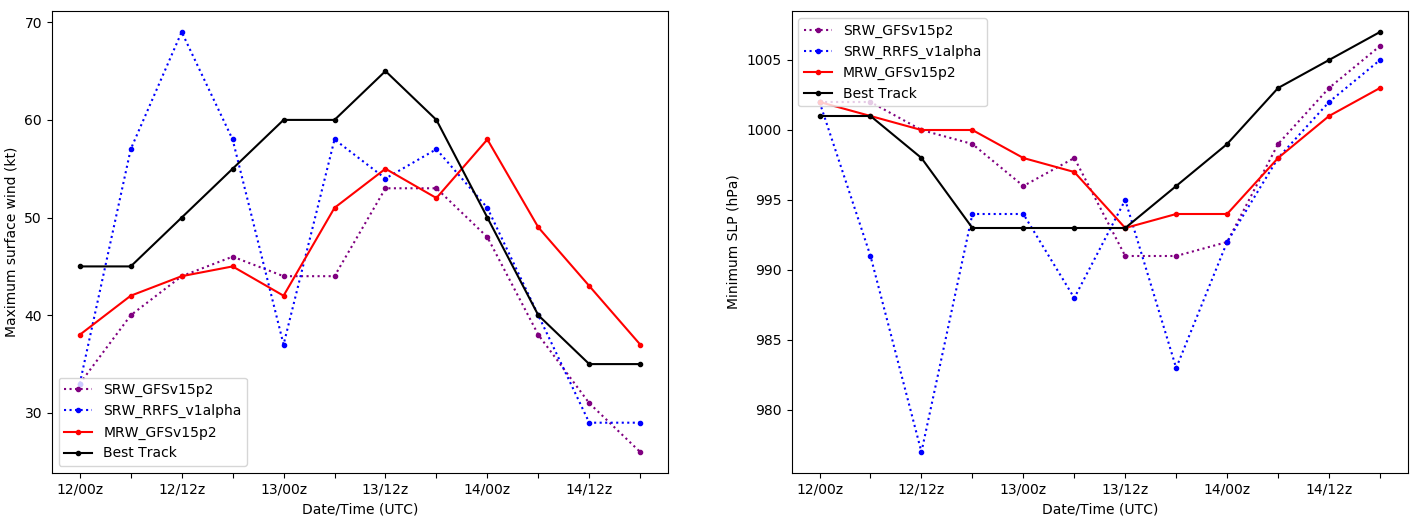 70
60
50
40
30
Maximum surface wind (kt)
SRW_GFSv15p2
SRW_RRFS_v1alpha
MRW_GFSv15p2
Best Track
12/00z 12/12z 13/00z 13/12z 14/00z 14/12z
Date/Time (UTC)
SRW_GFSv15p2
SRW_RRFS_v1alpha
MRW_GFSv15p2
Best Track
1005
1000
995
990
985
980
Minimum SLP (hPa)
12/00z 12/12z 13/00z 13/12z 14/00z 14/12z
Date/Time (UTC)